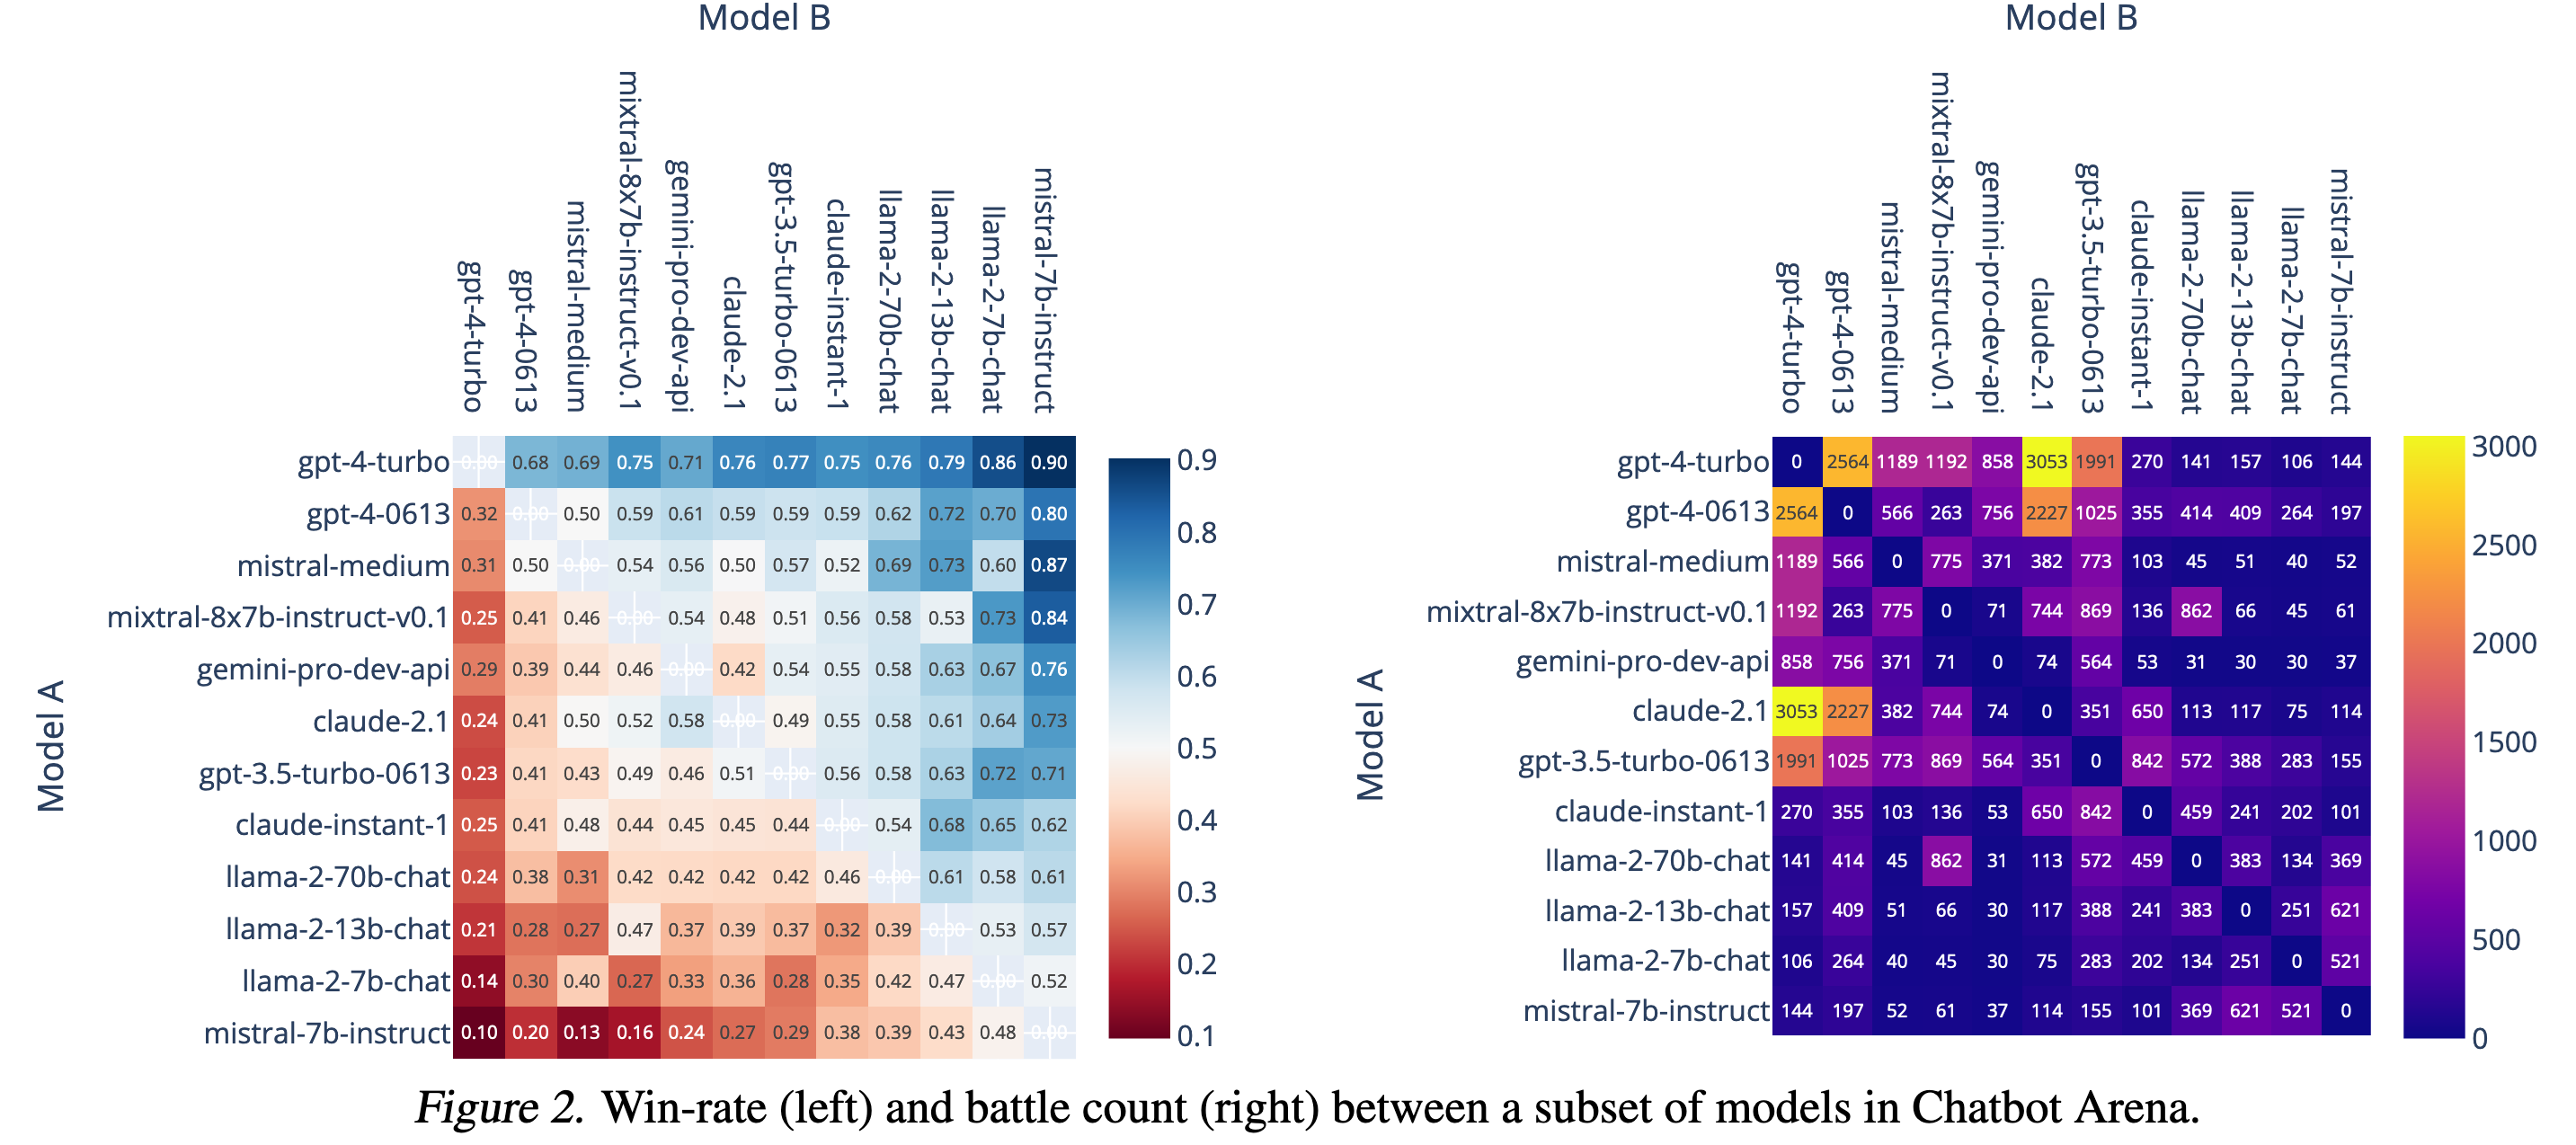 Model B
gpt-4-turbo
gpt-4-0613
mistral-medium
mixtral-8x7b-instruct-v0.1
gemini-pro-dev-api
claude-2.1
gpt-3.5-turbo-0613
claude-instant-1
llama-2-70b-chat
llama-2-13b-chat
llama-2-7b-chat
mistral-7b-instruct
Model A
gpt-4-turbo 0.00 0.68 0.69 0.75 0.71 0.76 0.77 0.75 0.76 0.79 0.86 0.90
gpt-4-0613 0.32 0.00 0.50 0.59 0.61 0.59 0.59 0.59 0.62 0.72 0.70 0.80
mistral-medium 0.31 0.50 0.00 0.54 0.56 0.50 0.57 0.52 0.69 0.73 0.60 0.87
mixtral-8x7b-instruct-v0.1 0.25 0.41 0.46 0.00 0.54 0.48 0.51 0.56 0.58 0.53 0.73 0.84
gemini-pro-dev-api 0.29 0.39 0.44 0.46 0.00 0.42 0.54 0.55 0.58 0.63 0.67 0.76
claude-2.1 0.24 0.41 0.50 0.52 0.58 0.00 0.49 0.55 0.58 0.61 0.64 0.73
gpt-3.5-turbo-0613 0.23 0.41 0.43 0.49 0.46 0.51 0.00 0.56 0.58 0.63 0.72 0.71
claude-instant-1 0.25 0.41 0.48 0.44 0.45 0.45 0.44 0.00 0.54 0.68 0.65 0.62
llama-2-70b-chat 0.24 0.38 0.31 0.42 0.42 0.42 0.42 0.46 0.00 0.61 0.58 0.61
llama-2-13b-chat 0.21 0.28 0.27 0.47 0.37 0.39 0.37 0.32 0.39 0.00 0.53 0.57
llama-2-7b-chat 0.14 0.30 0.40 0.27 0.33 0.36 0.28 0.35 0.42 0.47 0.00 0.52
mistral-7b-instruct 0.10 0.20 0.13 0.16 0.24 0.27 0.29 0.38 0.39 0.43 0.48 0.00
0.9
0.8
0.7
0.6
0.5
0.4
0.3
0.2
0.1
Model B
gpt-4-turbo
gpt-4-0613
mistral-medium
mixtral-8x7b-instruct-v0.1
gemini-pro-dev-api
claude-2.1
gpt-3.5-turbo-0613
claude-instant-1
llama-2-70b-chat
llama-2-13b-chat
llama-2-7b-chat
mistral-7b-instruct
Model A
gpt-4-turbo 0 2564 1189 1192 858 3053 1991 270 141 157 106 144
gpt-4-0613 2564 0 566 263 756 2227 1025 355 414 409 264 197
mistral-medium 1189 566 0 775 371 382 773 103 45 51 40 52
mixtral-8x7b-instruct-v0.1 1192 263 775 0 71 744 869 136 862 66 45 61
gemini-pro-dev-api 858 756 371 71 0 74 564 53 31 30 30 37
claude-2.1 3053 2227 382 744 74 0 351 650 113 117 75 114
gpt-3.5-turbo-0613 1991 1025 773 869 564 351 0 842 572 388 283 155
claude-instant-1 270 355 103 136 53 650 842 0 459 241 202 101
llama-2-70b-chat 141 414 45 862 31 113 572 459 0 383 134 369
llama-2-13b-chat 157 409 51 66 30 117 388 241 383 0 251 621
llama-2-7b-chat 106 264 40 45 30 75 283 202 134 251 0 521
mistral-7b-instruct 144 197 52 61 37 114 155 101 369 621 521 0
3000
2500
2000
1500
1000
500
0
Figure 2. Win-rate (left) and battle count (right) between a subset of models in Chatbot Arena.